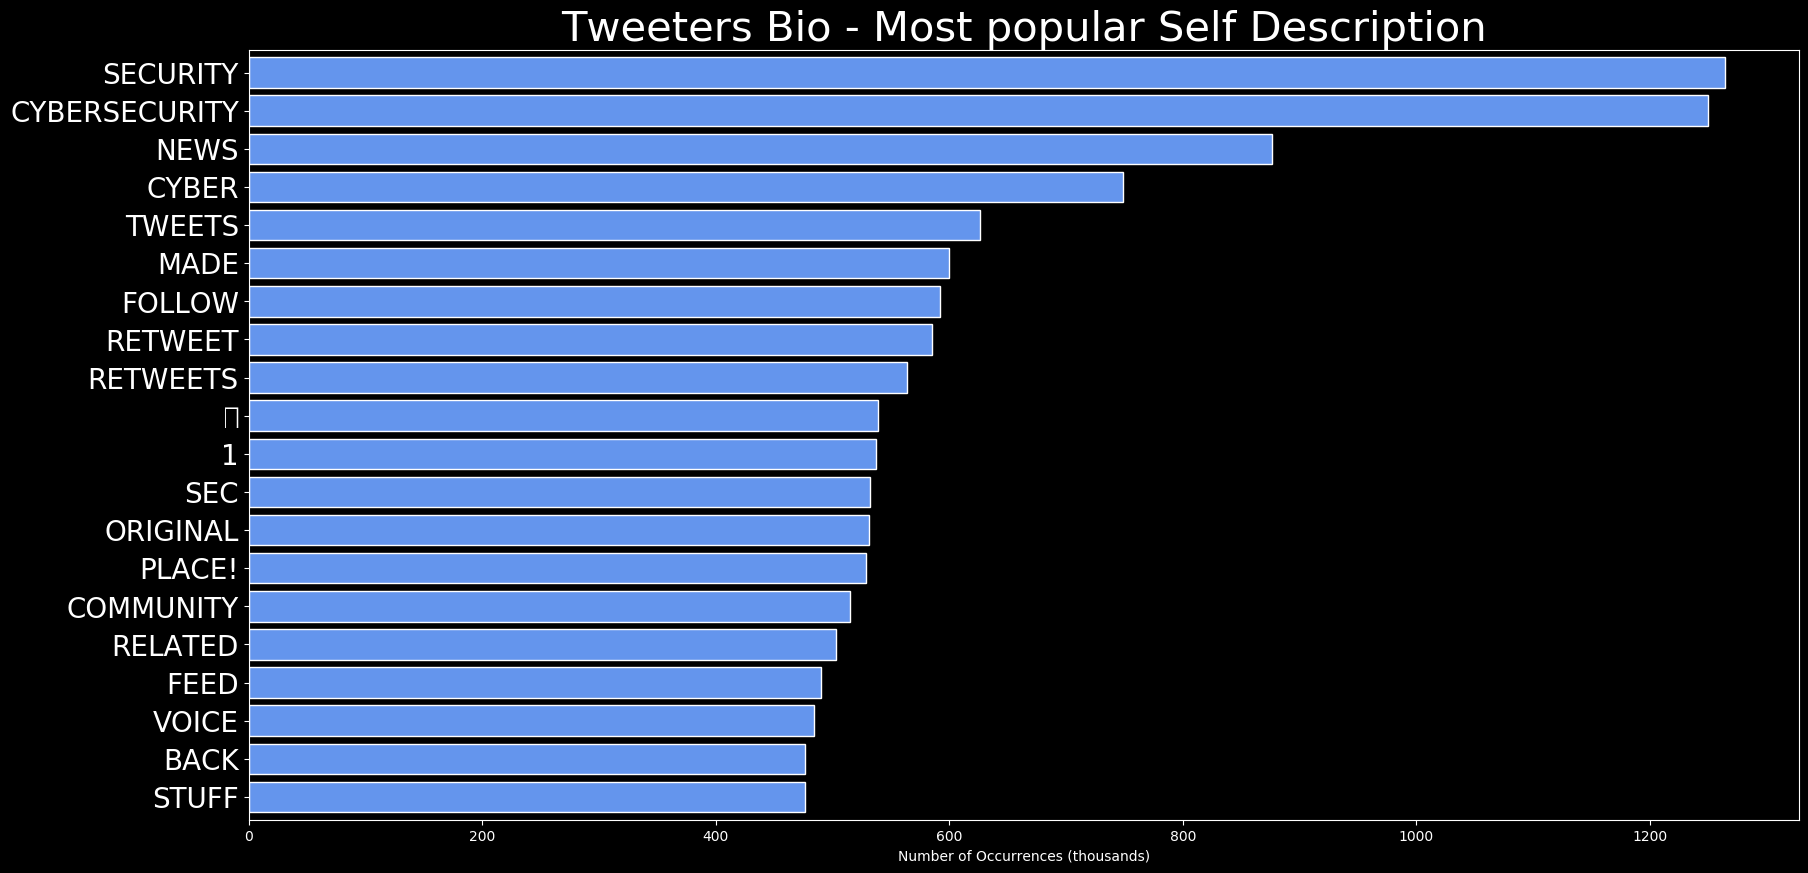 Tweeters Bio - Most popular Self Description
SECURITY
CYBERSECURITY
NEWS
CYBER
TWEETS
MADE
FOLLOW
RETWEET
RETWEETS
1
SEC
ORIGINAL
PLACE!
COMMUNITY
RELATED
FEED
VOICE
BACK
STUFF
0 200 400 600 800 1000 1200
Number of Occurrences (thousands)